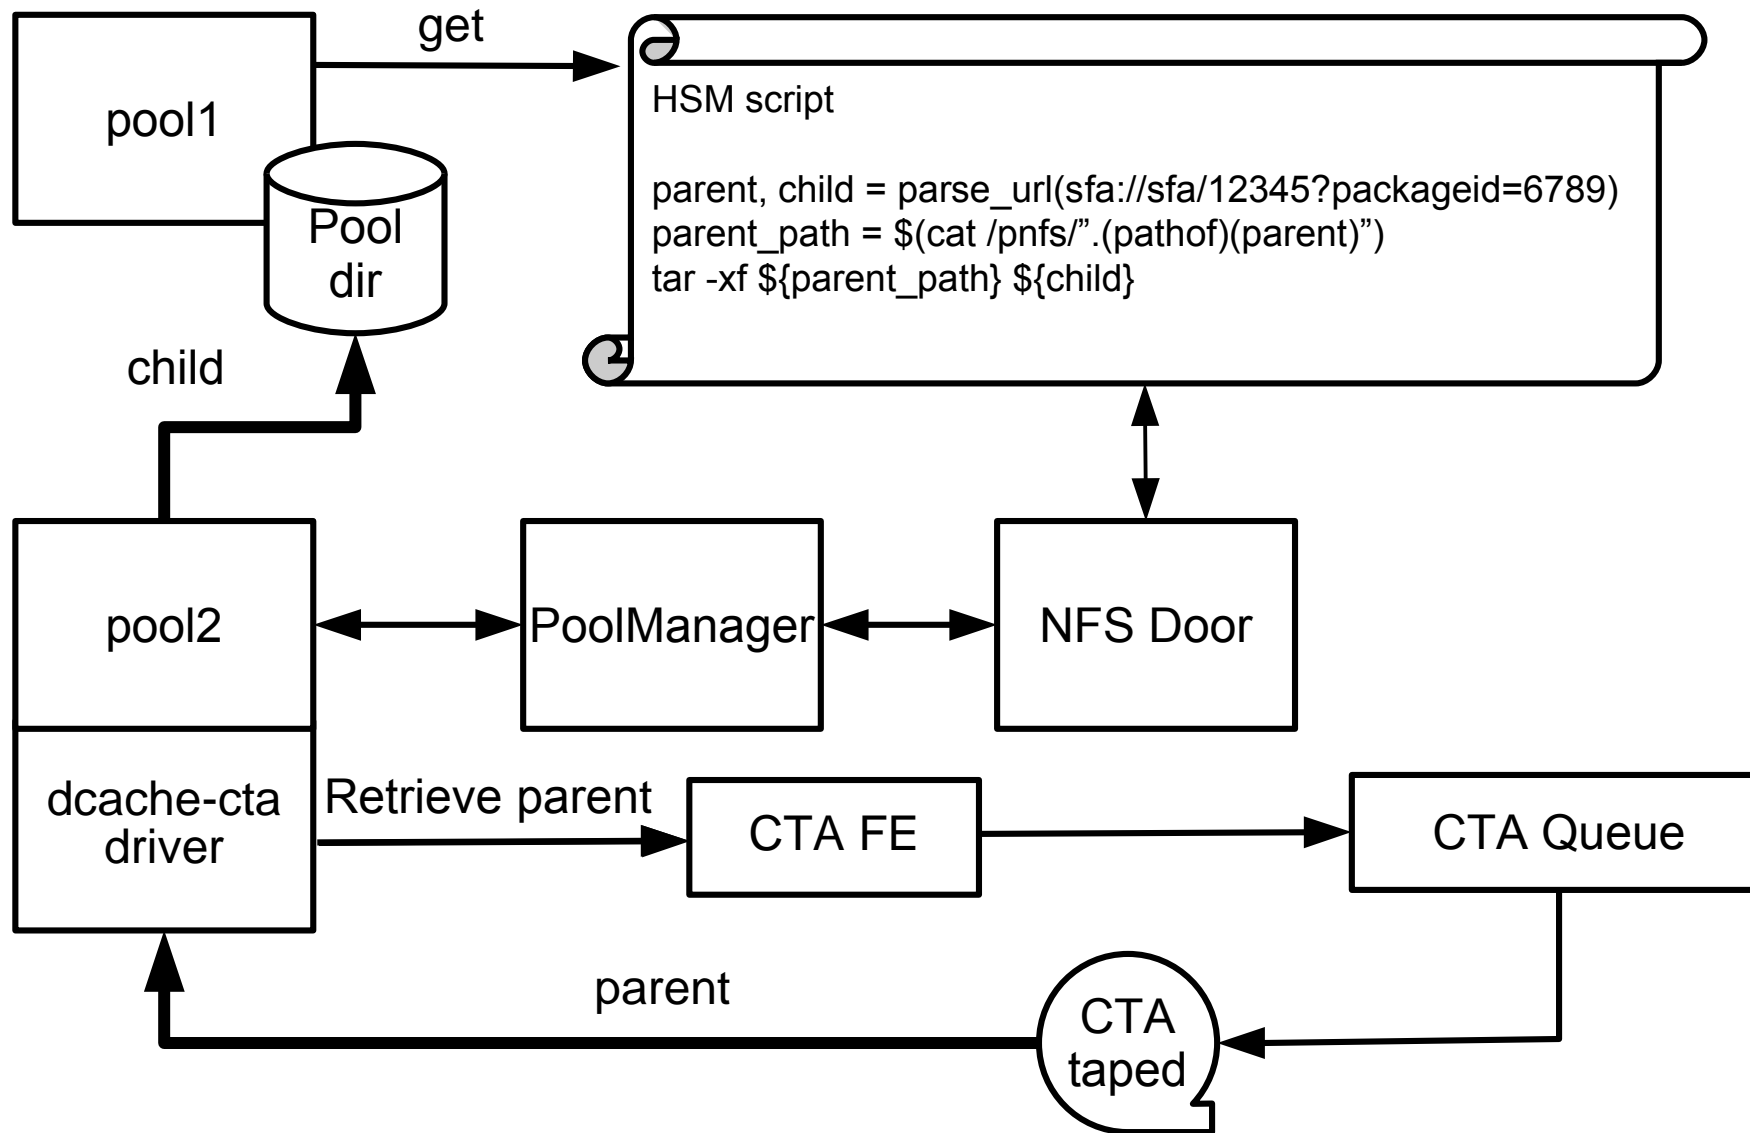 get
pool1
HSM script
parent, child = parse_url(sfa://sfa/12345?packageid=6789)
parent_path = $(cat /pnfs/”.(pathof)(parent)”)
tar -xf ${parent_path} ${child}
Pool
dir
child
pool2
PoolManager
NFS Door
dcache-cta
driver
Retrieve parent
CTA FE
CTA Queue
parent
CTA
taped